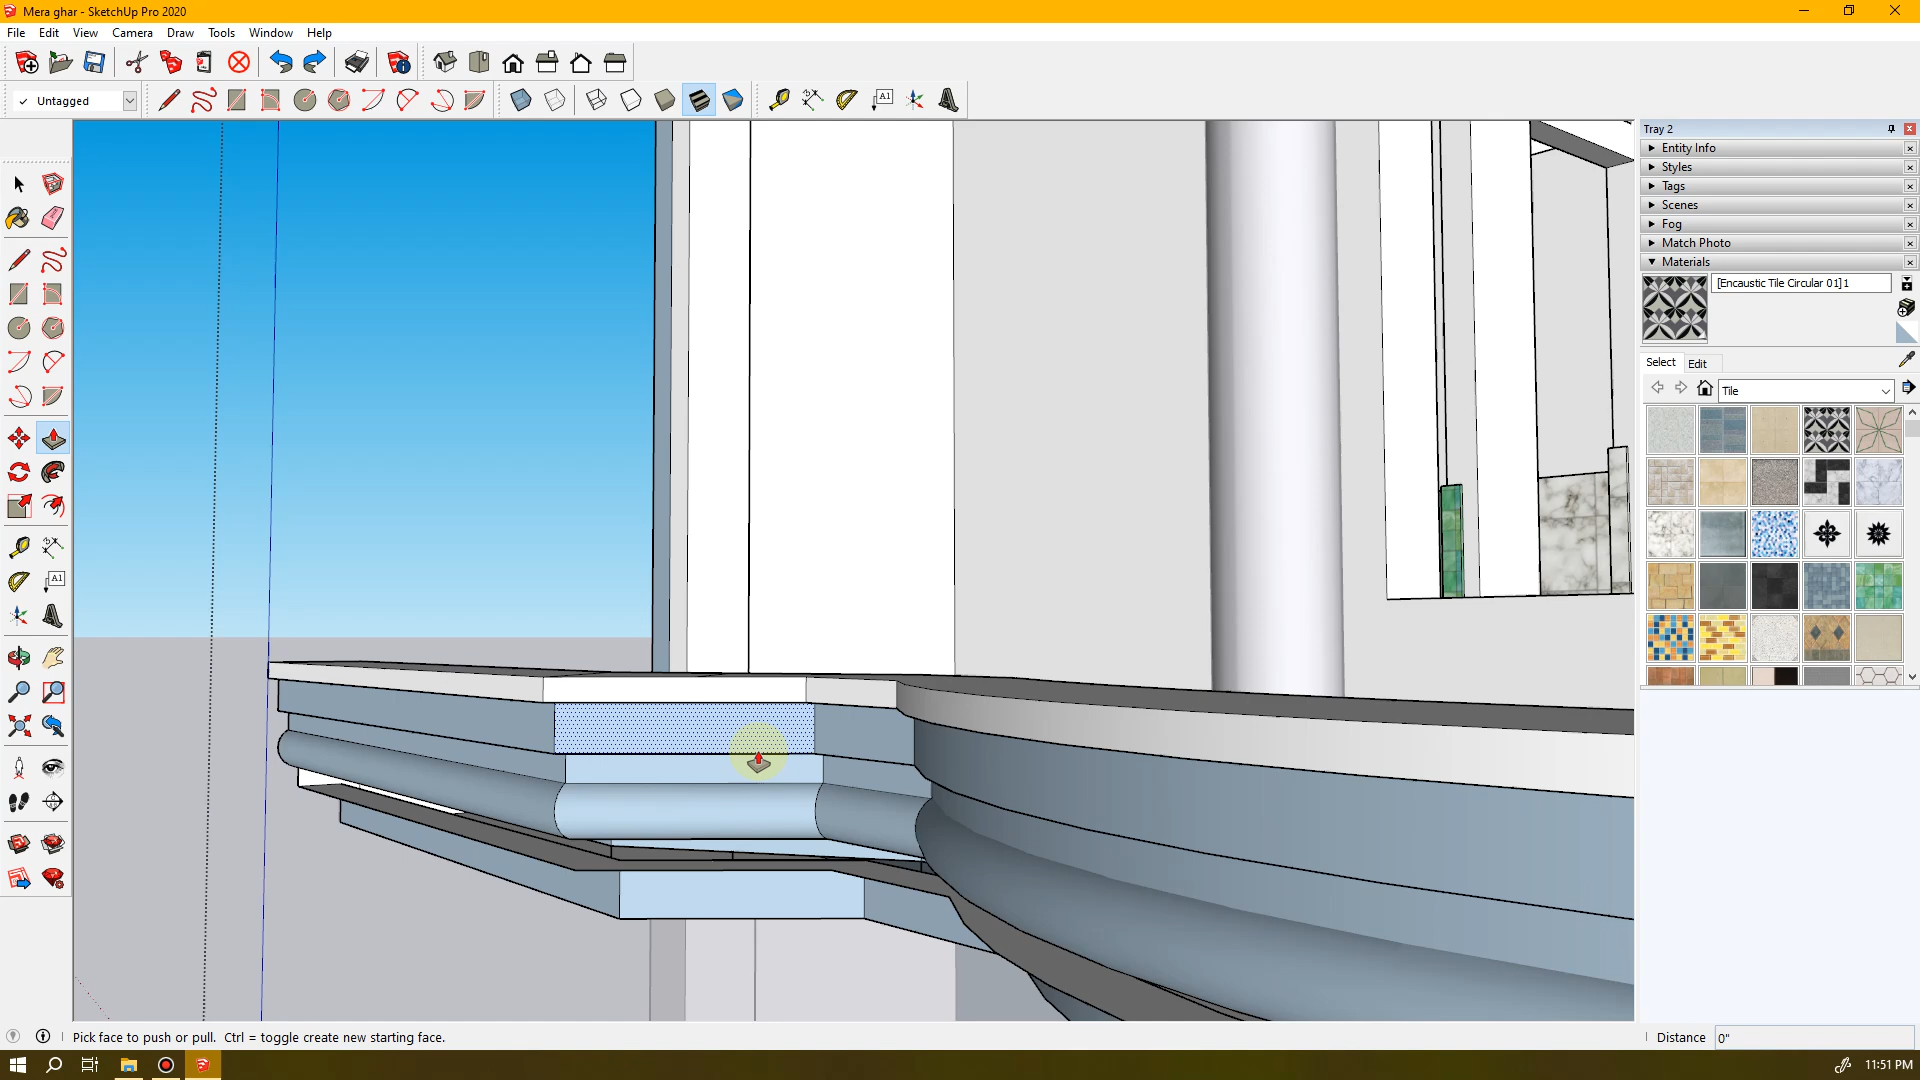 Mera ghar - SketchUp Pro 2020
File Edit View Camera Draw Tools Window Help
✓ Untagged
A1
Tray 2
Entity Info
Styles
Tags
Scenes
Fog
Match Photo
Materials
[Encaustic Tile Circular 01]1
Select Edit
Tile
A1
Pick face to push or pull. Ctrl = toggle create new starting face.
Distance 0"
11:51 PM